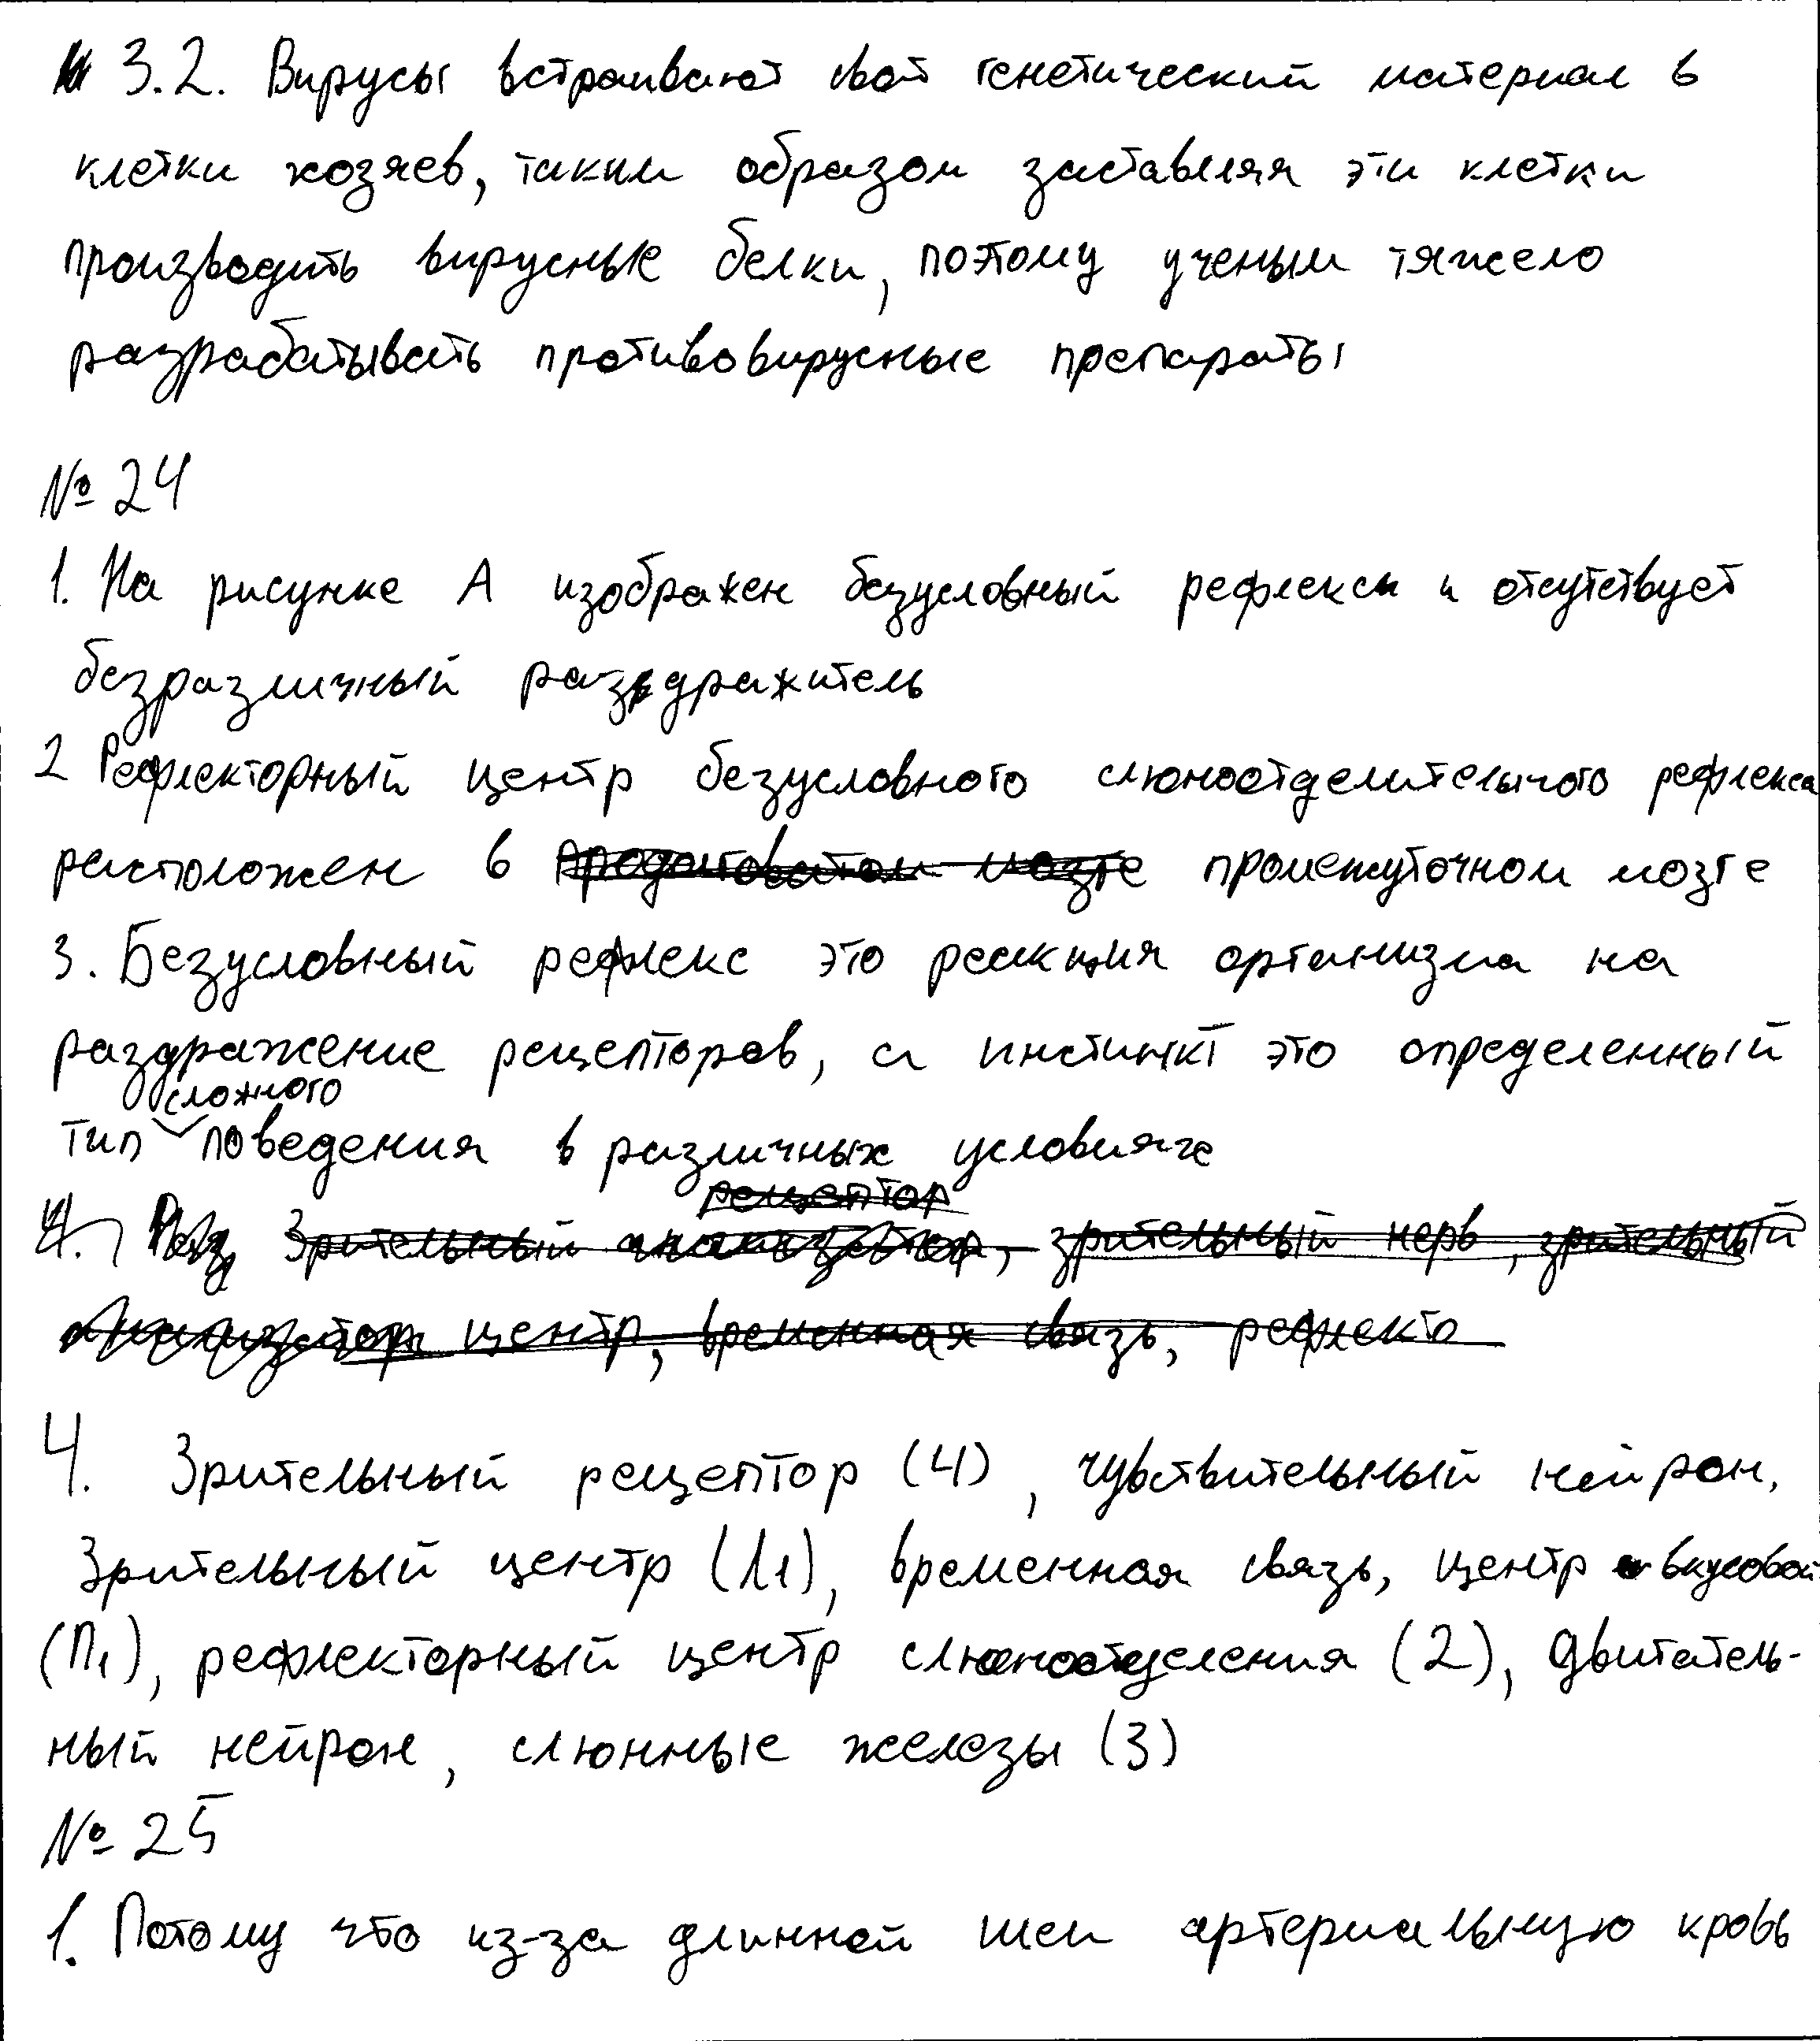 3.2. Вирусы встраивают свой генетический материал в
клетки хозяев, таким образом заставляя эти клетки
производить вирусные белки, поэтому ученым тяжело
разрабатывать противовирусные препараты
№ 24
1. На рисунке А изображен безусловный рефлекс и отсутствует
безразличный раздражитель
2 Рефлекторный центр безусловного слюноотделительного рефлекса
расположен в продолговатом мозге промежуточном мозге
3. Безусловный рефлекс это реакция организма на
раздражение рецепторов, а инстинкт это определенный
сложного
тип поведения в различных условиях
рецептор
4. Зрительный анализатор, зрительный нерв, зрительный
анализатор центр, временная связь, рефлекто
4. Зрительный рецептор (4), чувствительный нейрон,
Зрительный центр (Л1), временная связь, центр вкусовой
(П1), рефлекторный центр слюноотделения (2), двигатель-
ный нейрон, слюнные железы (3)
№ 25
1. Потому что из-за длинной шеи артериальную кровь